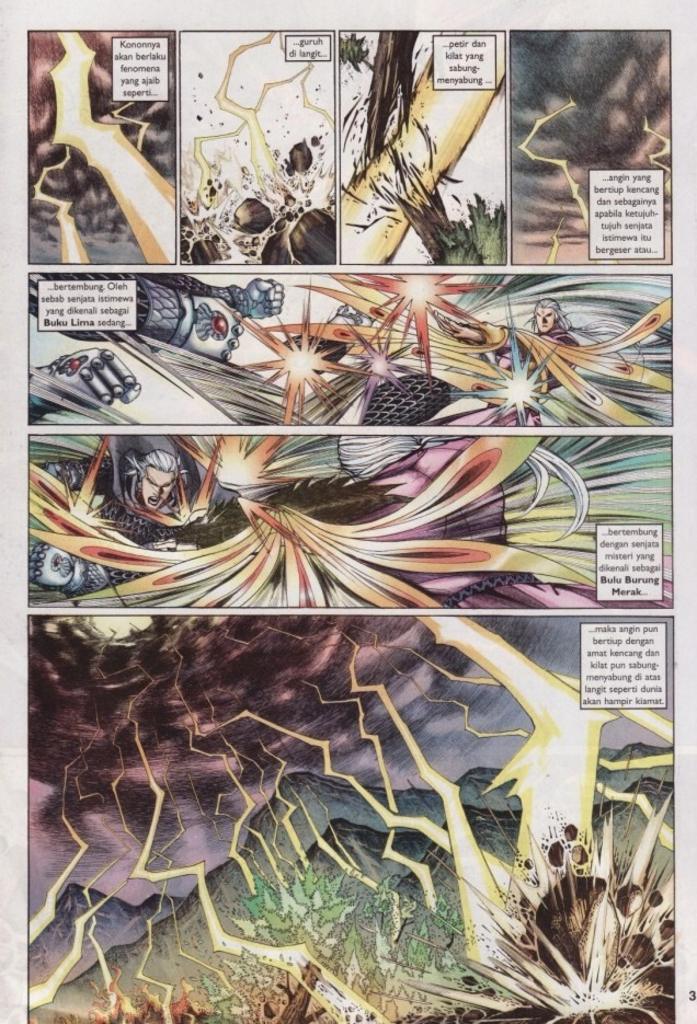 Kononnya
akan berlaku
fenomena
yang ajaib
seperti...
...guruh
di langit...
...petir dan
kilat yang
sabung-
menyabung ...
...angin yang
bertiup kencang
dan sebagainya
apabila ketujuh-
tujuh senjata
istimewa itu
bergeser atau...
...bertembung. Oleh
sebab senjata istimewa
yang dikenali sebagai
Buku Lima sedang...
...bertembung
dengan senjata
misteri yang
dikenali sebagai
Bulu Burung
Merak...
...maka angin pun
bertiup dengan
amat kencang dan
kilat pun sabung-
menyabung di atas
langit seperti dunia
akan hampir kiamat.
3